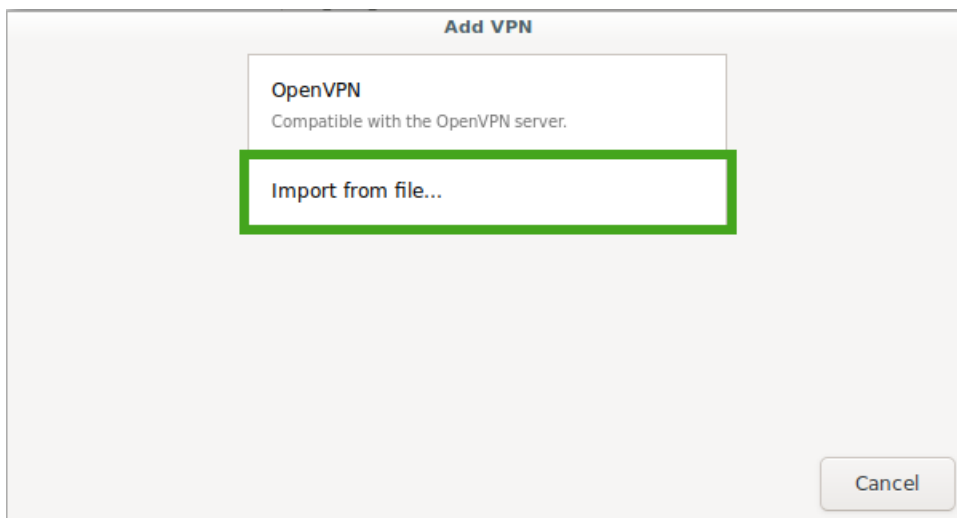 Add VPN
OpenVPN
Compatible with the OpenVPN server.
Import from file...
Cancel